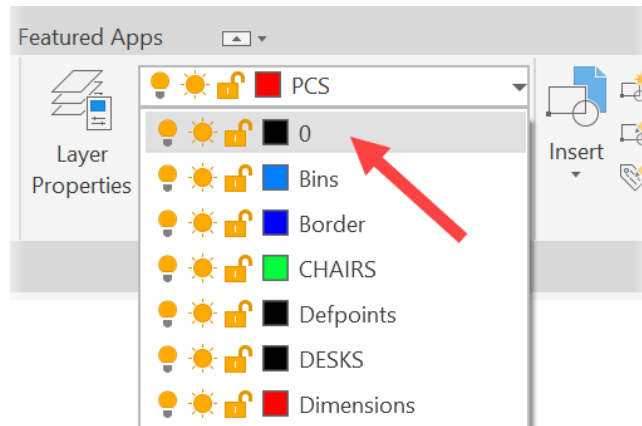 Featured Apps
PCS
0
Layer
Properties
Insert
Bins
Border
CHAIRS
Defpoints
DESKS
Dimensions